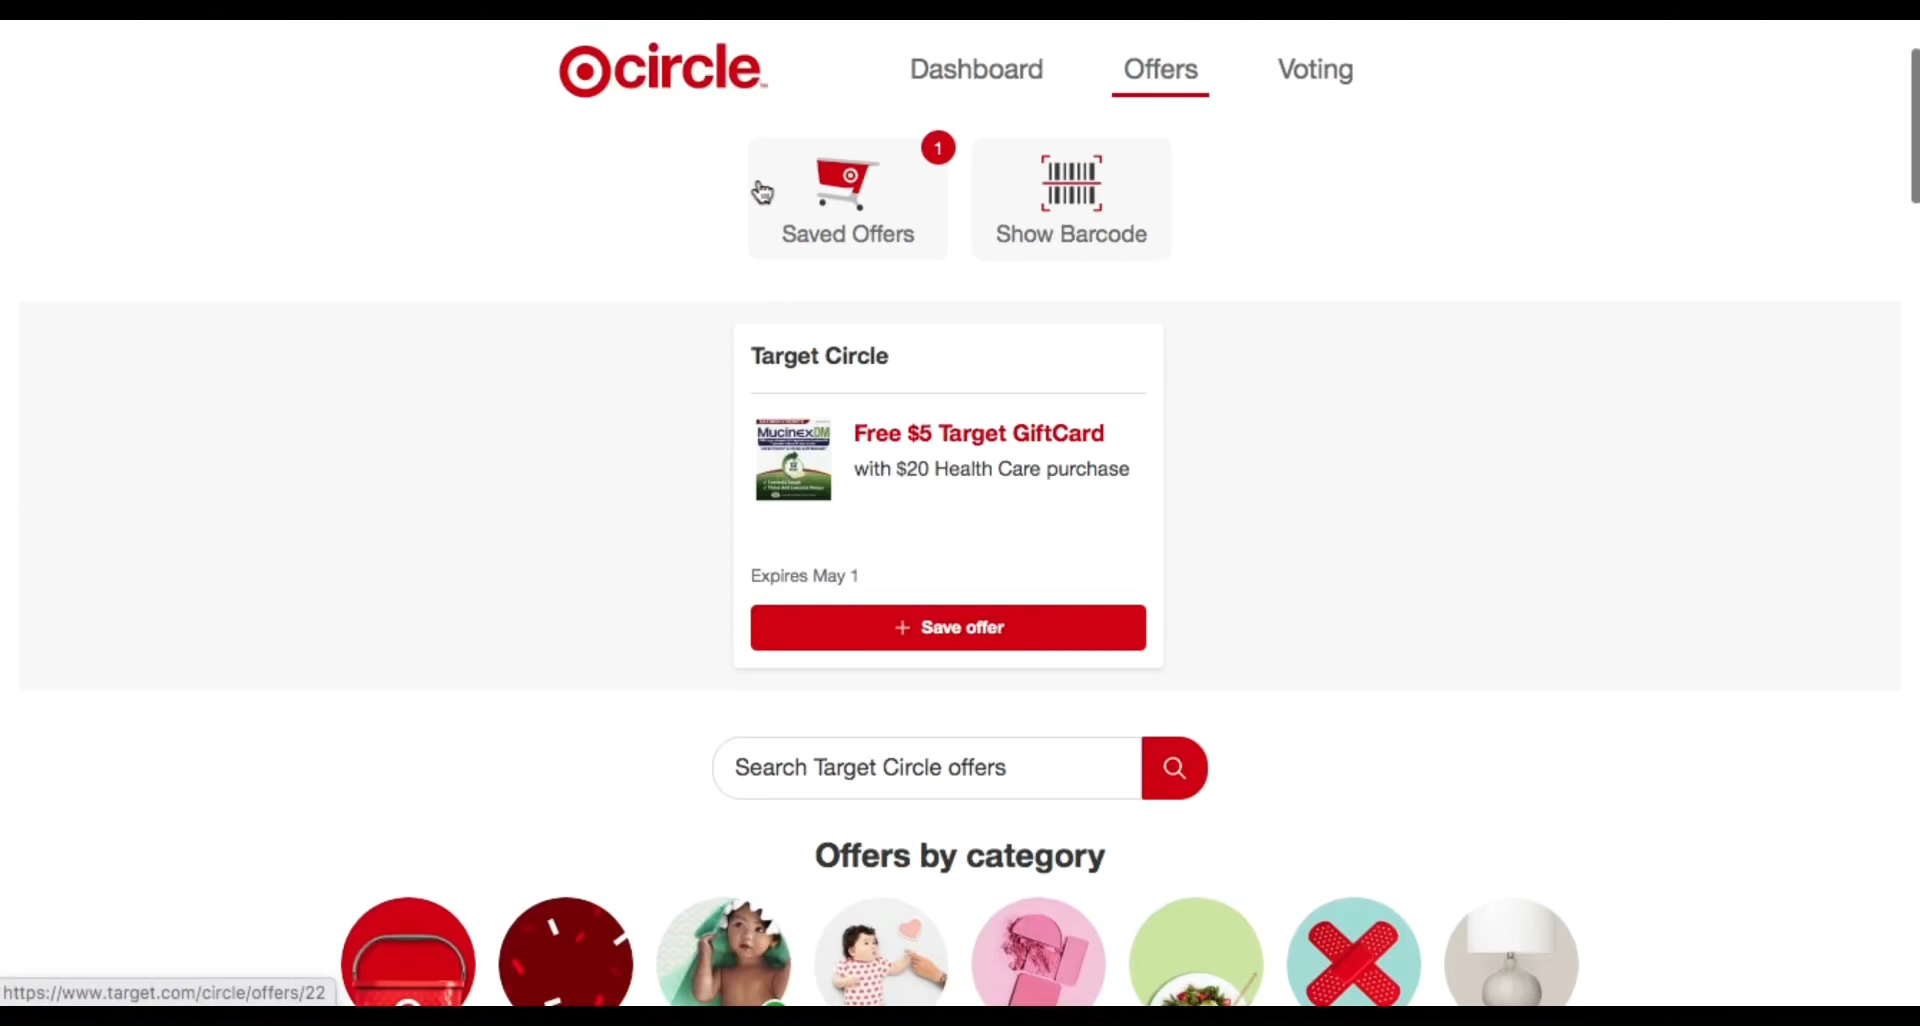 circle
Dashboard
Offers
Voting
1
Saved Offers
Show Barcode
Target Circle
MucinexDM
12
Free $5 Target GiftCard
with $20 Health Care purchase
Expires May 1
+ Save offer
Search Target Circle offers
Offers by category
https://www.target.com/circle/offers/22